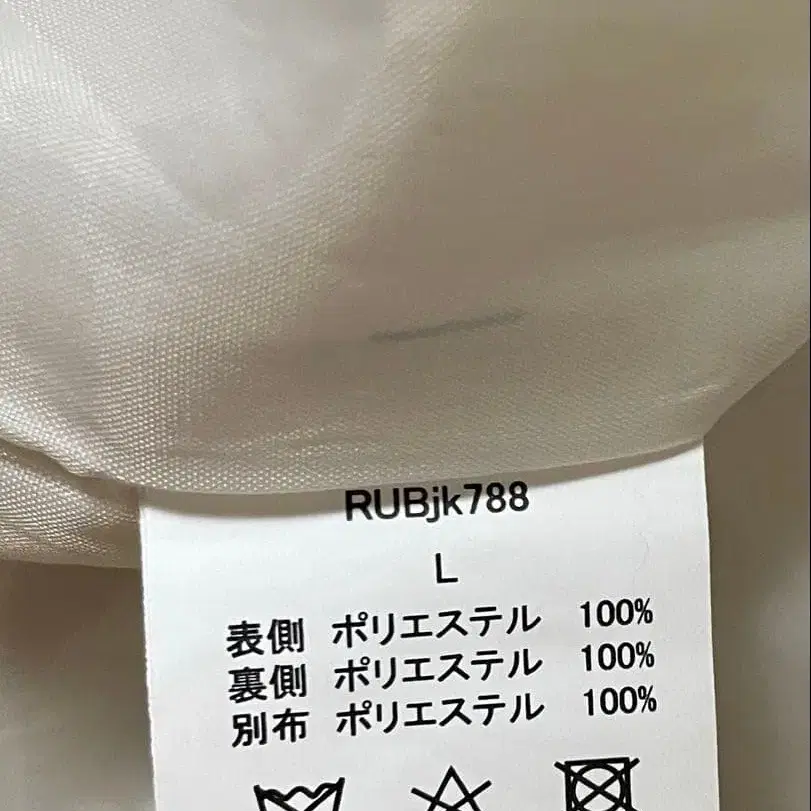 RUBjk788
L
表側 ポリエステル 100%
裏側 ポリエステル 100%
別布 ポリエステル 100%